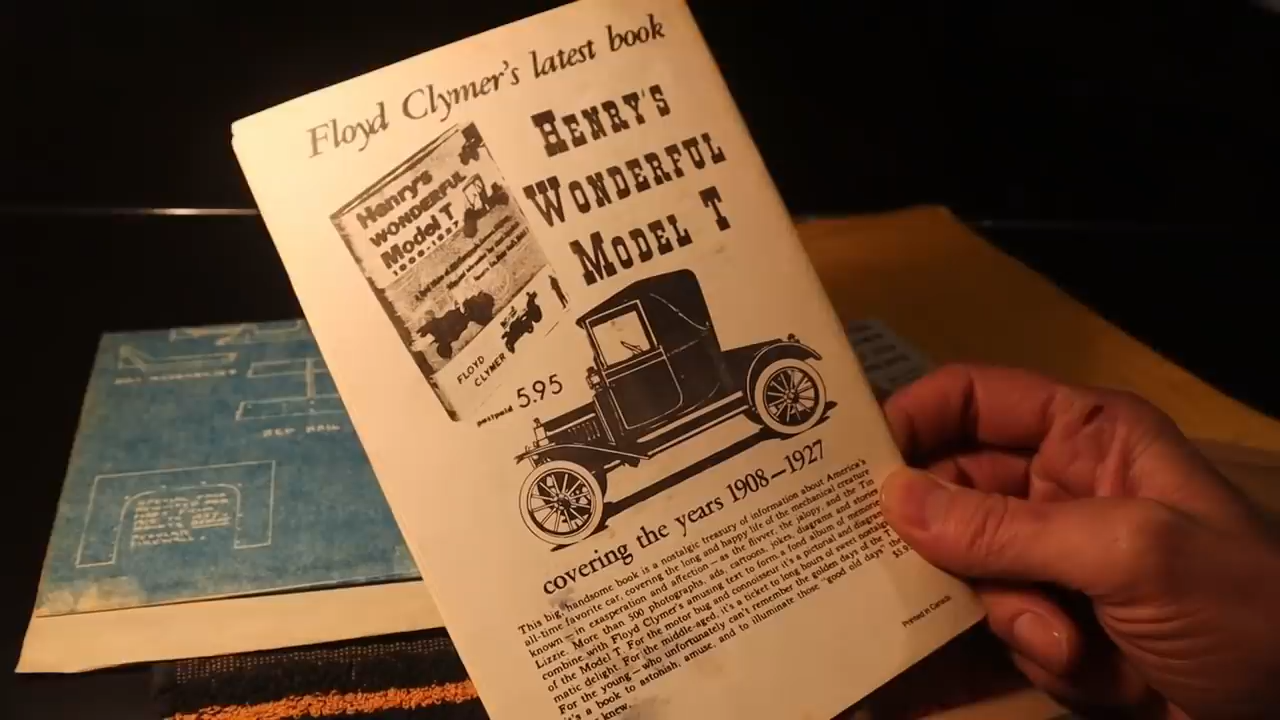 Floyd Clymer's latest book
HENRY'S
WONDERFUL
MODEL T
Henry's
WONDERFUL
Model T
1908-1927
FLOYD
CLYMER
postpaid 5.95
covering the years 1908—1927
This big, handsome book is a nostalgic treasury of information about America's
all-time favorite car, covering the long and happy life of the mechanical creature
known—in exasperation and affection—as the flivver, the jalopy, and the Tin
Lizzie. More than 500 photographs, ads, cartoons, jokes, diagrams and stories
combine with Floyd Clymer's amusing text to form a fond album of memories
of the Model T. For the motor bug and connoisseur it's a pictorial and
matic delight. For the middle-aged, it's a ticket to long hours of sweet
For the young—who unfortunately can't remember the golden days of the T
it's a book to astonish, amuse, and to illuminate those "good old days"
knew.
Printed in Canada